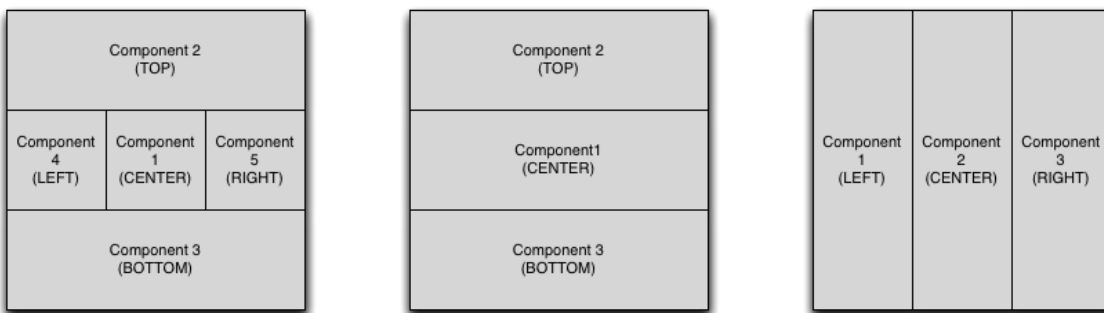 Component 2
(TOP)
Component
4
(LEFT)
Component
1
(CENTER)
Component
5
(RIGHT)
Component 3
(BOTTOM)
Component 2
(TOP)
Component1
(CENTER)
Component 3
(BOTTOM)
Component
1
(LEFT)
Component
2
(CENTER)
Component
3
(RIGHT)